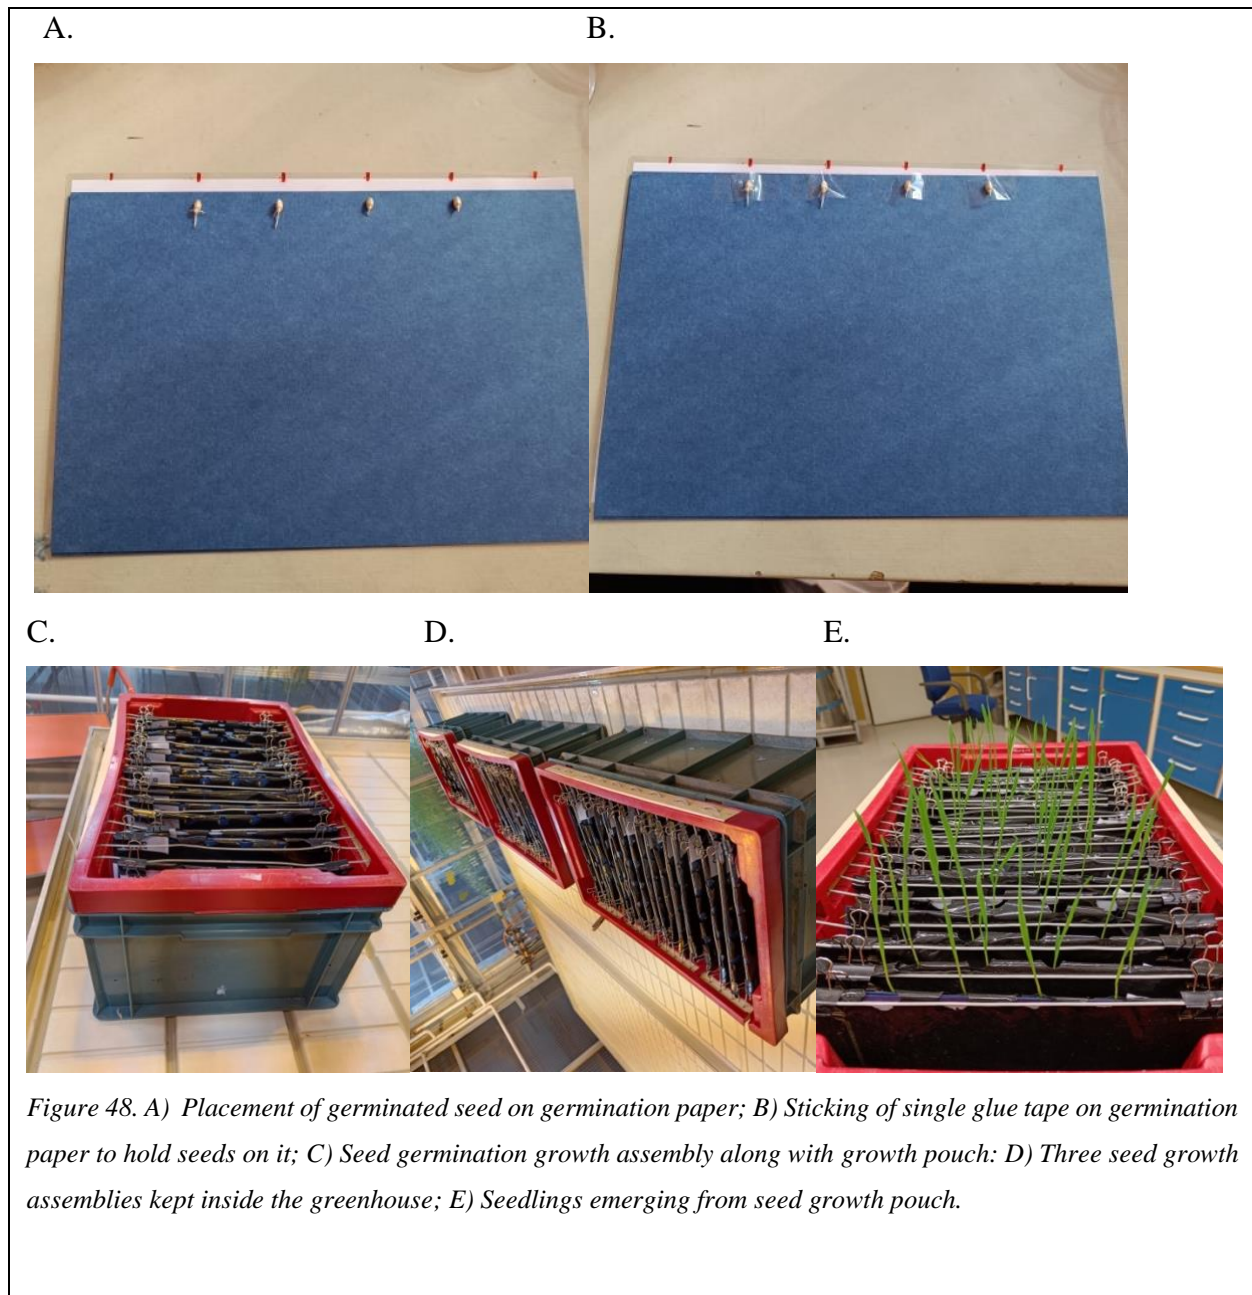 A. B.
C. D. E.
Figure 48. A) Placement of germinated seed on germination paper; B) Sticking of single glue tape on germination
paper to hold seeds on it; C) Seed germination growth assembly along with growth pouch: D) Three seed growth
assemblies kept inside the greenhouse; E) Seedlings emerging from seed growth pouch.